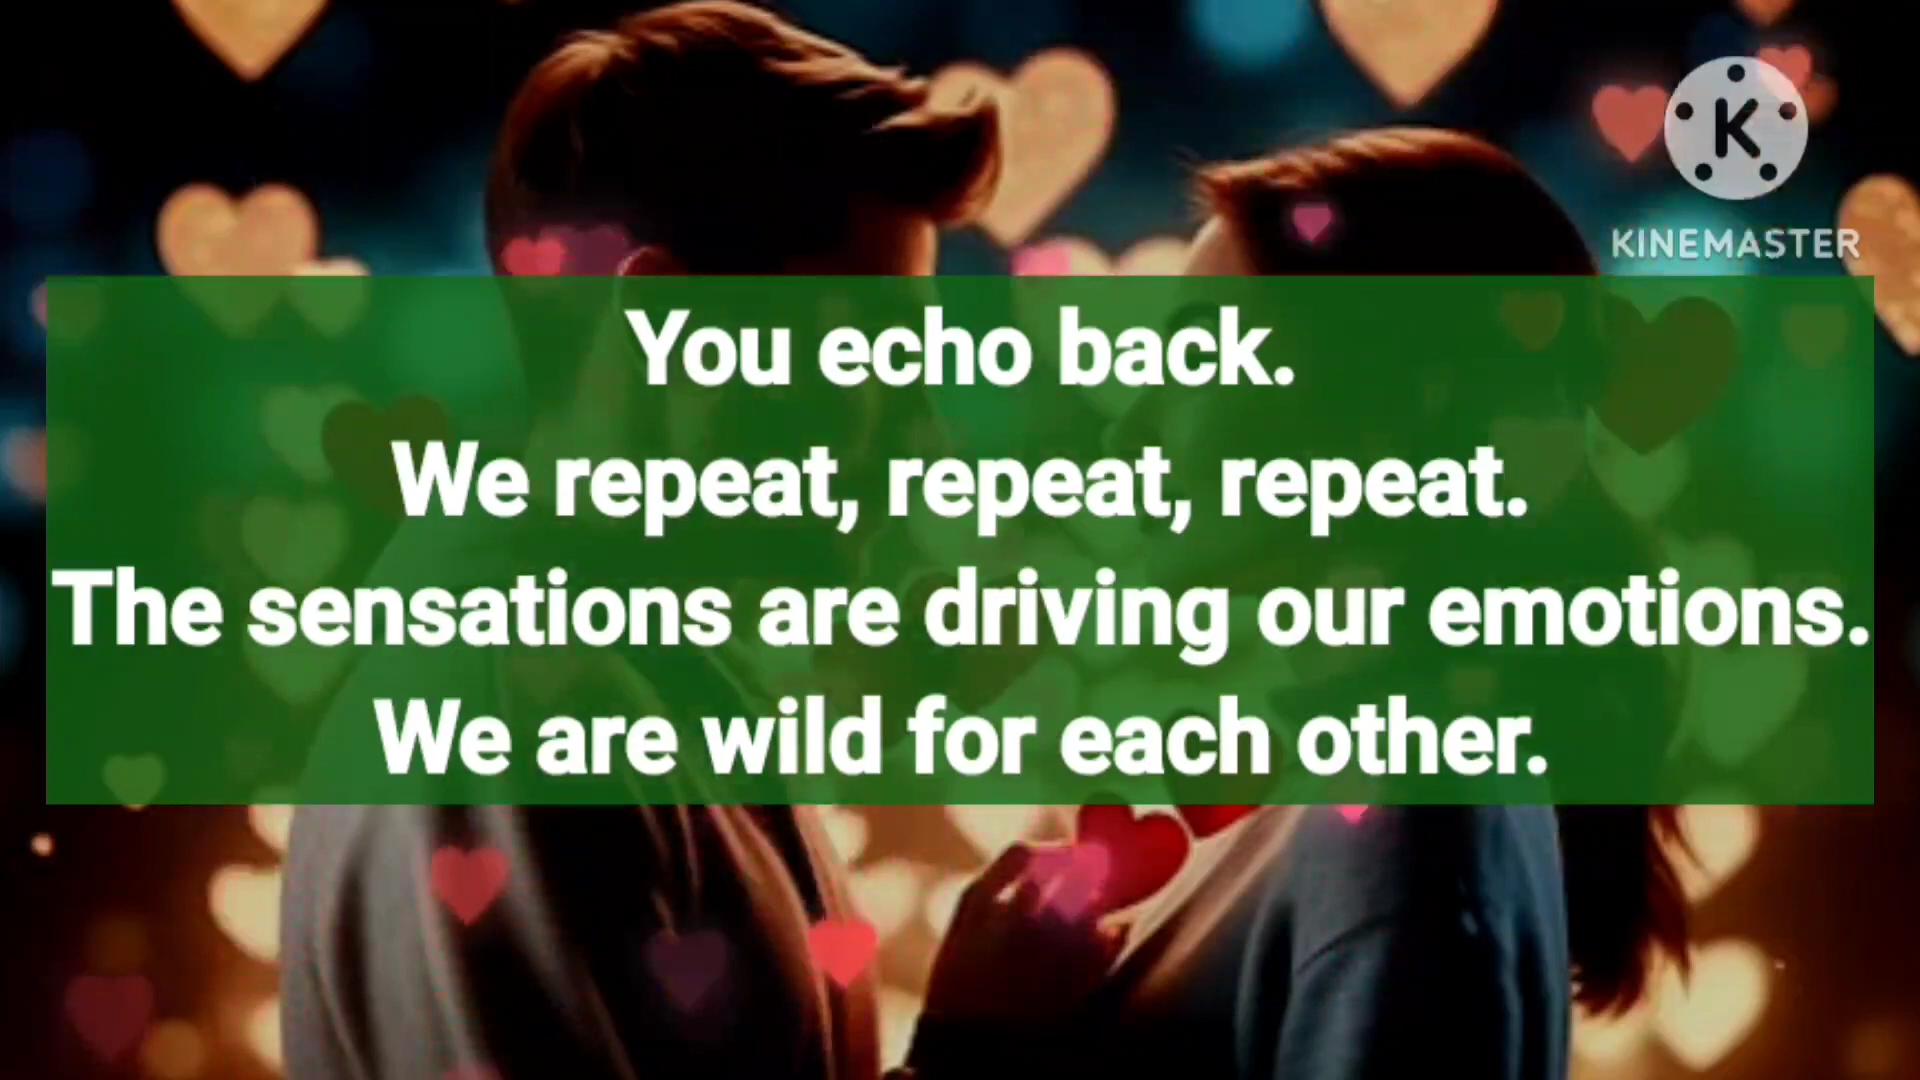 K
KINEMASTER
You echo back.
We repeat, repeat, repeat.
The sensations are driving our emotions.
We are wild for each other.